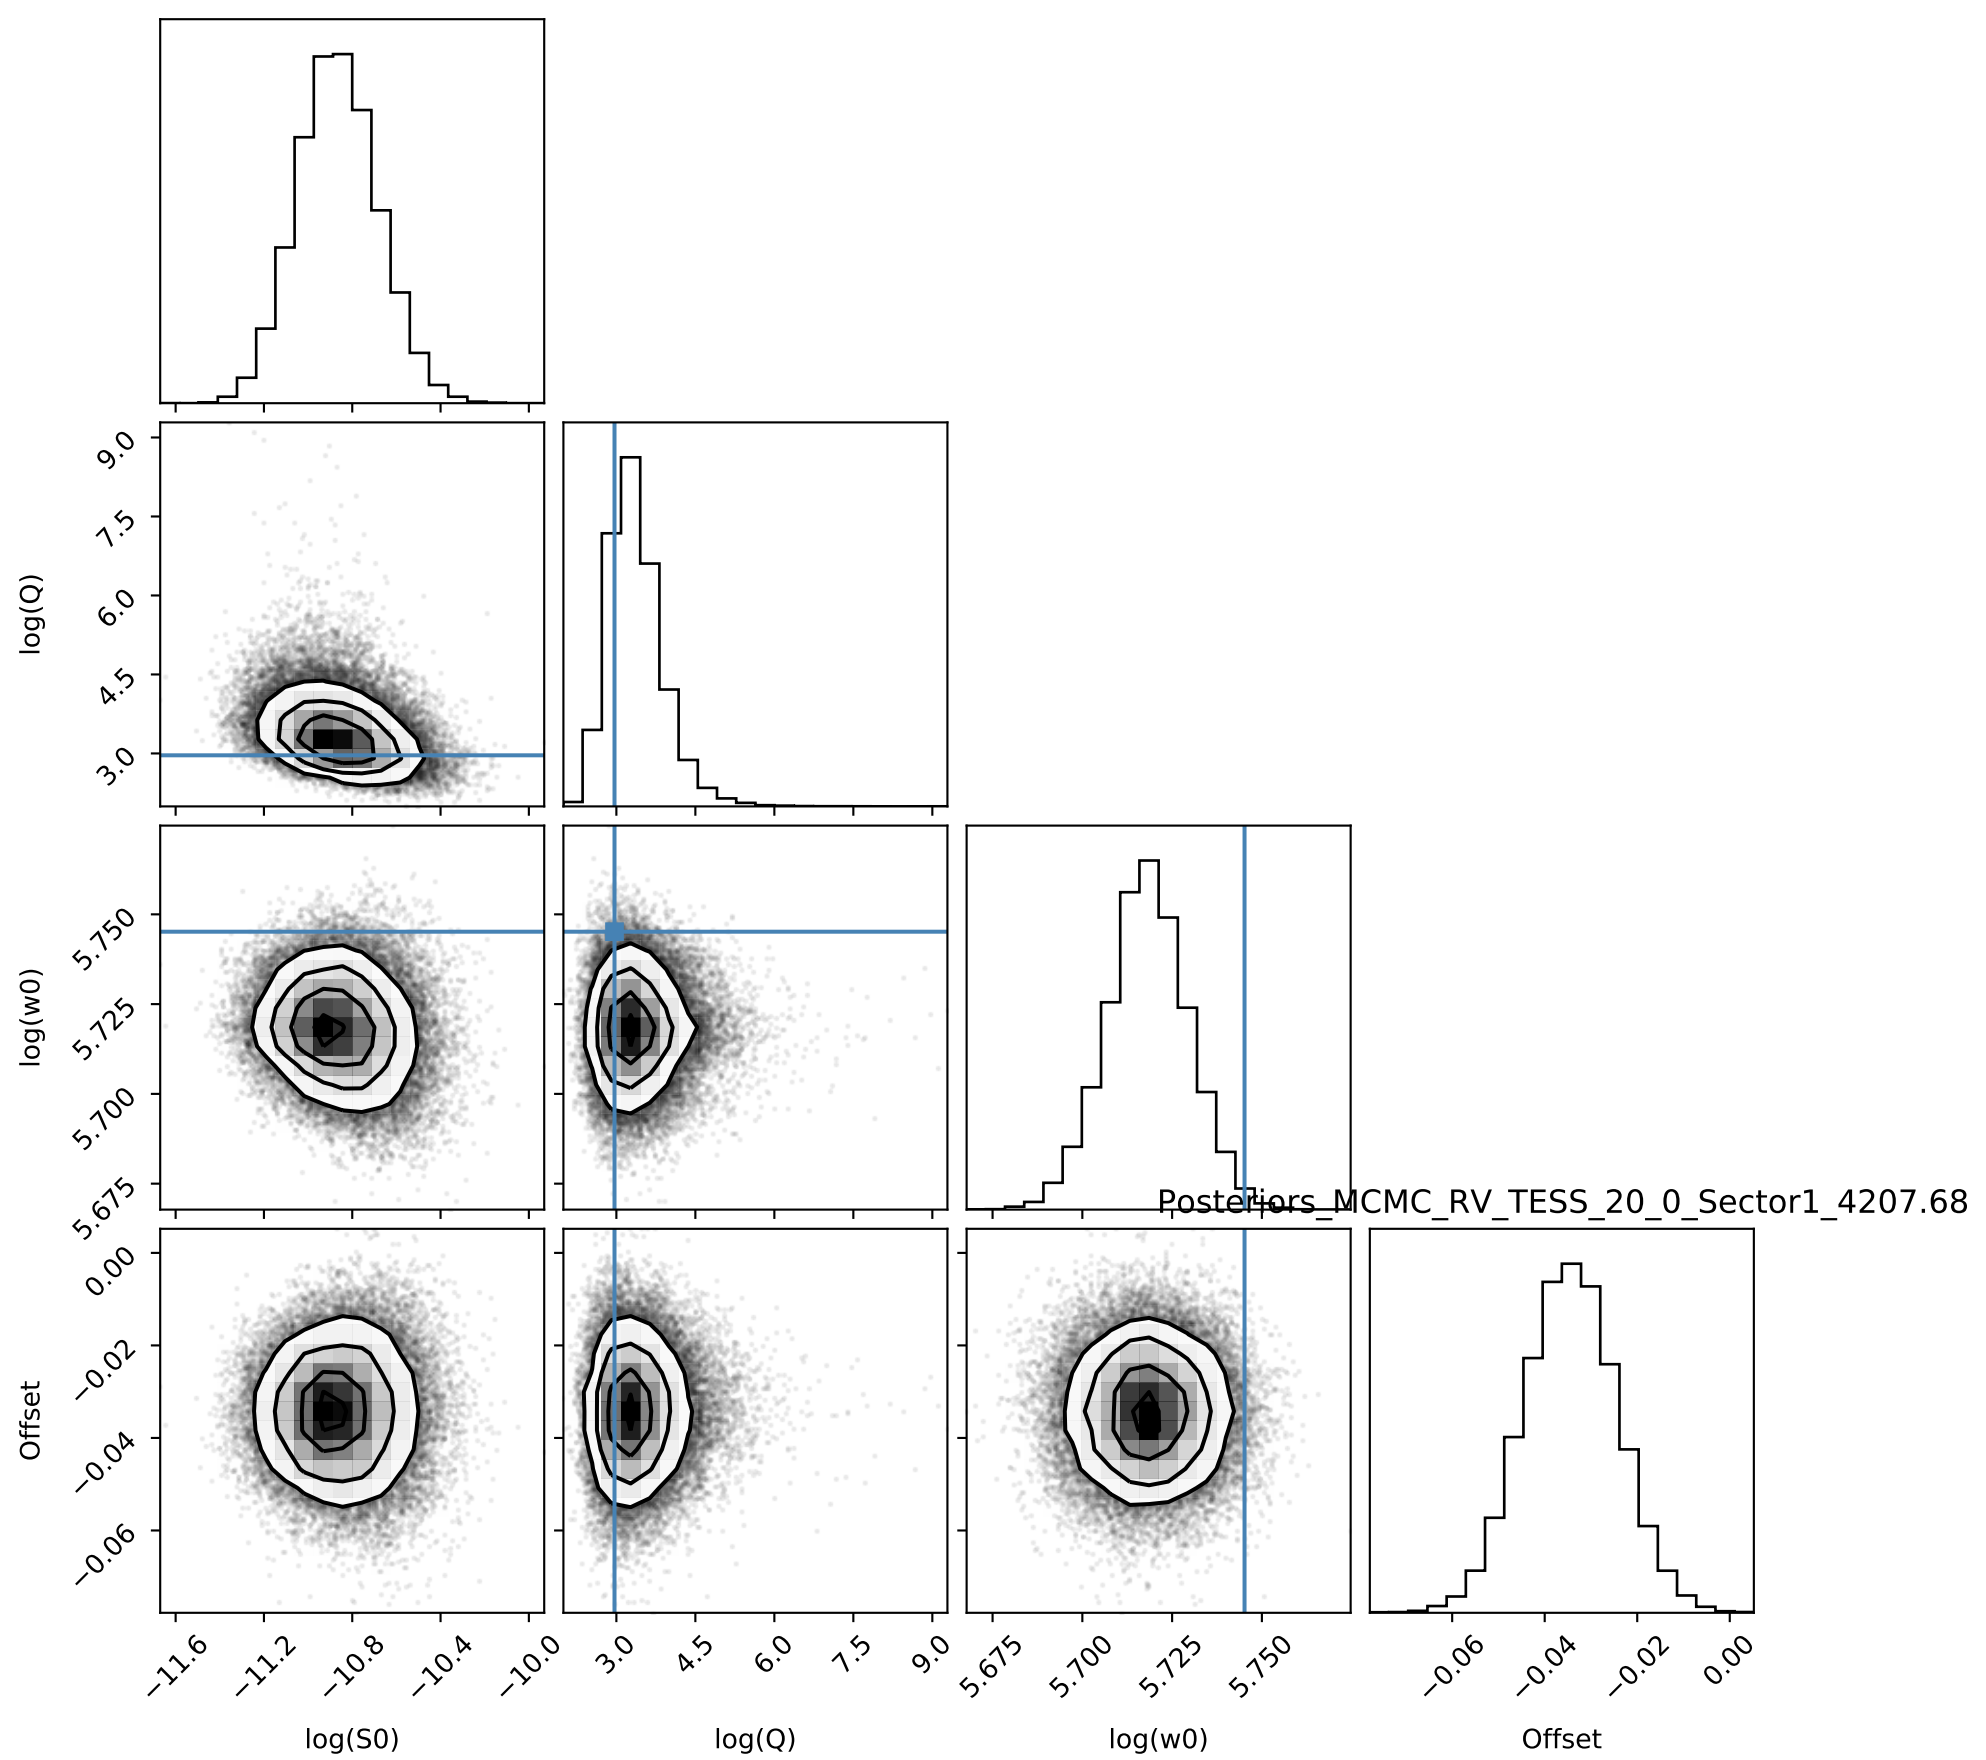 9.0
7.5
6.0
4.5
3.0
log(Q)
5.750
5.725
5.700
5.675
log(w0)
Posteriors_MCMC_RV_TESS_20_0_Sector1_4207.68
0.00
−0.02
−0.04
−0.06
Offset
−11.6 −11.2 −10.8 −10.4 −10.0 3.0 4.5 6.0 7.5 9.0 5.675 5.700 5.725 5.750 −0.06 −0.04 −0.02 0.00
log(S0) log(Q) log(w0) Offset